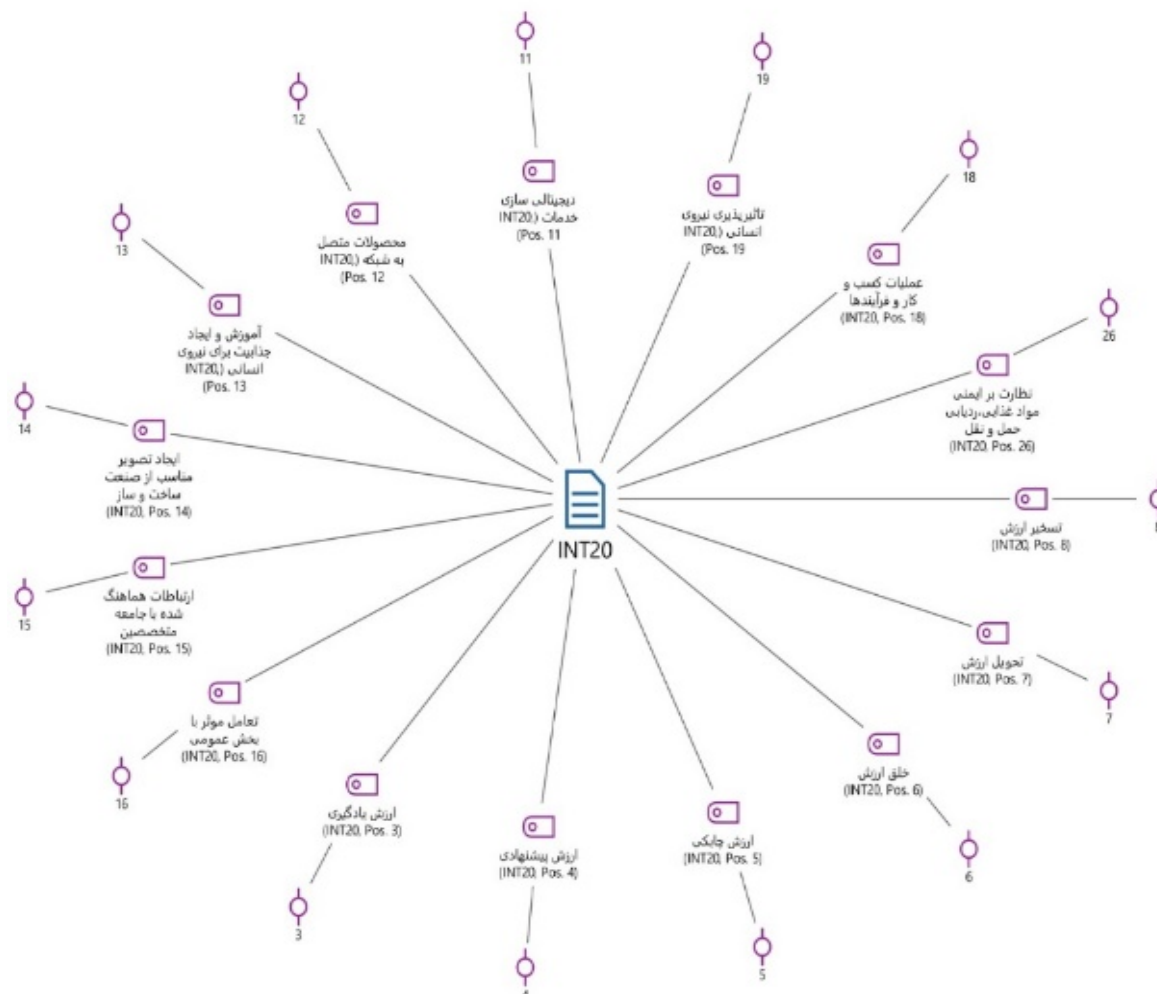 11
19
12
18
دیجیتالی سازی
خدمات (INT20,
Pos. 11)
تاثیرپذیری نیروی
انسانی (INT20,
Pos. 19)
محصولات متصل
به شبکه (INT20,
Pos. 12)
13
عملیات کسب و
کار و فرآیندها
(INT20, Pos. 18)
آموزش و ایجاد
جذابیت برای نیروی
انسانی (INT20,
Pos. 13)
26
نظارت بر ایمنی
مواد غذایی،ردیابی
حمل و نقل
(INT20, Pos. 26)
14
ایجاد تصویر
مناسب از صنعت
ساخت و ساز
(INT20, Pos. 14)
INT20
تسخیر ارزش
(INT20, Pos. 8)
15
ارتباطات هماهنگ
شده با جامعه
متخصصین
(INT20, Pos. 15)
تحویل ارزش
(INT20, Pos. 7)
7
تعامل موثر با
بخش عمومی
(INT20, Pos. 16)
16
خلق ارزش
(INT20, Pos. 6)
6
ارزش یادگیری
(INT20, Pos. 3)
3
ارزش پیشنهادی
(INT20, Pos. 4)
ارزش چابکی
(INT20, Pos. 5)
5